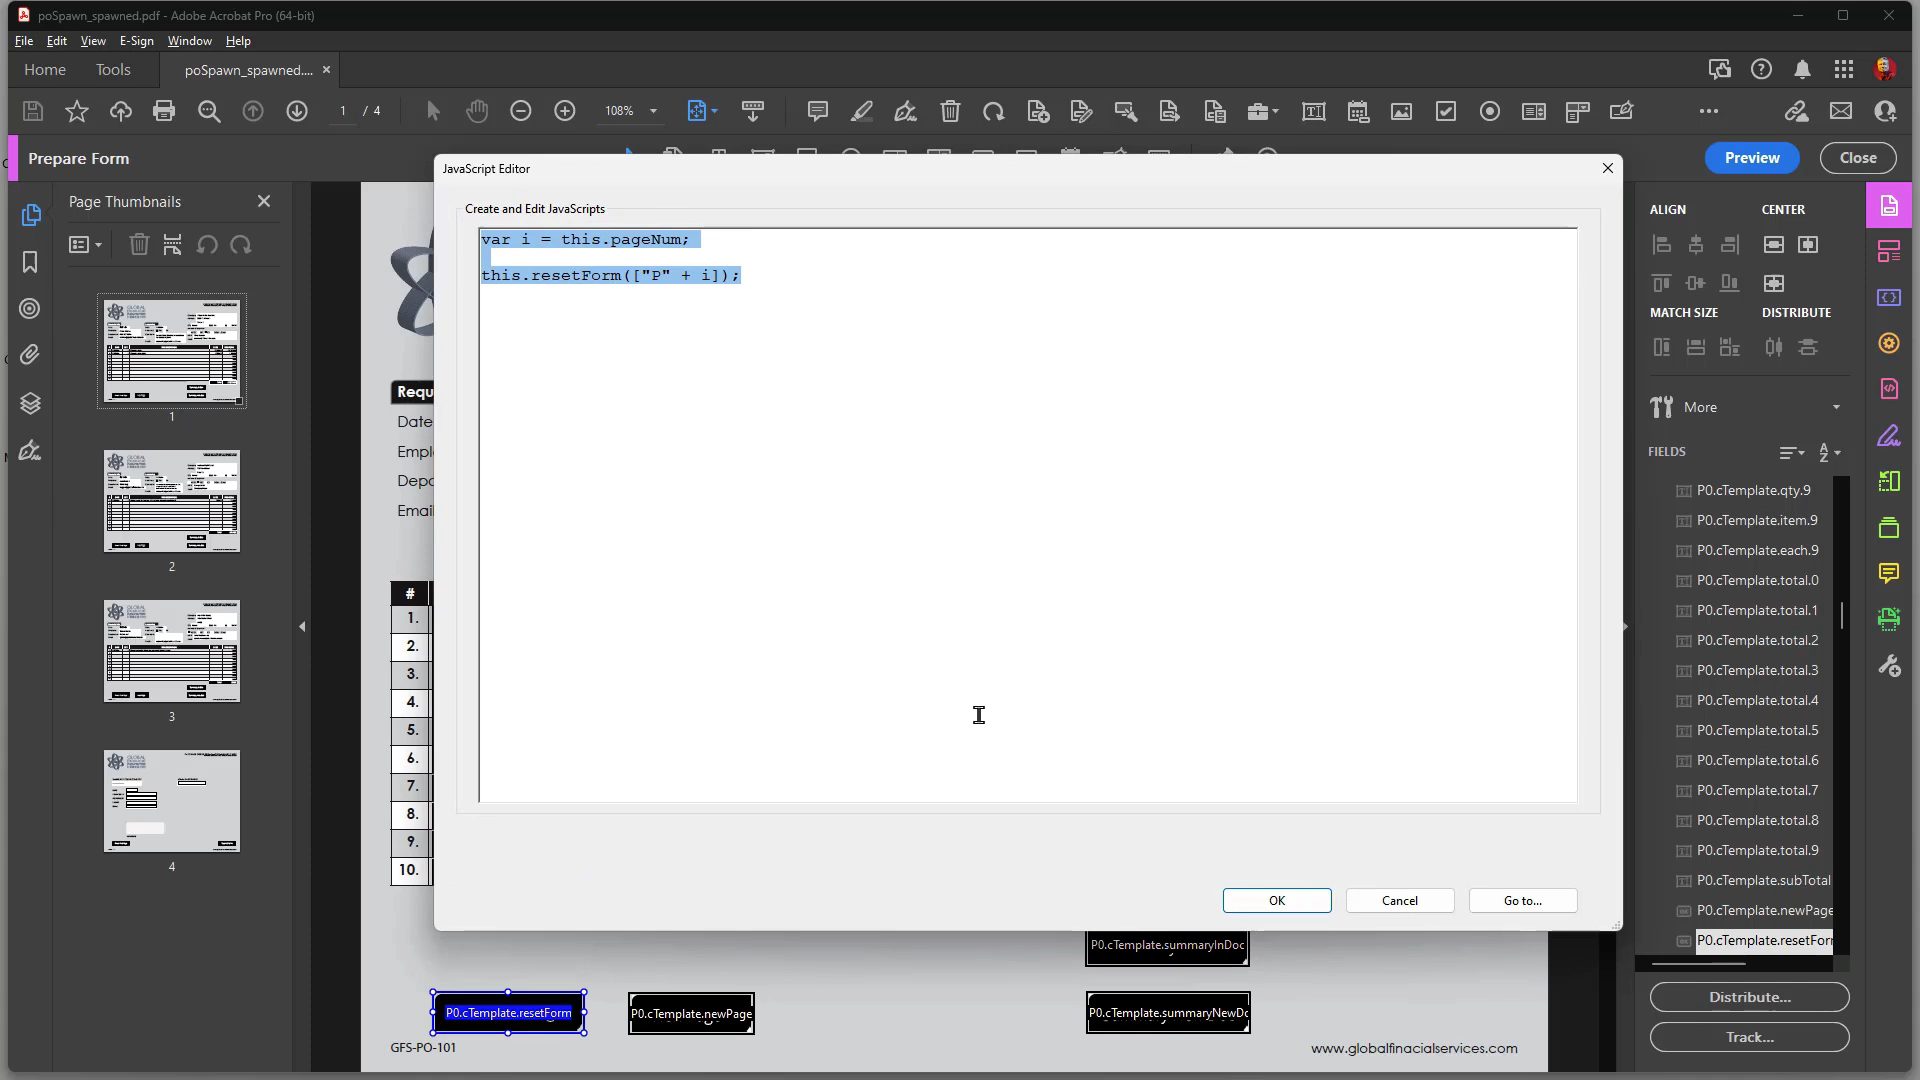 poSpawn_spawned.pdf - Adobe Acrobat Pro (64-bit)
File Edit View E-Sign Window Help
Home Tools poSpawn_spawned.... ×
1 / 4 108%
Prepare Form
Preview Close
Page Thumbnails
1
2
3
4
JavaScript Editor
Create and Edit JavaScripts
var i = this.pageNum;
this.resetForm(["P" + i]);
OK Cancel Go to...
Requ
Date
Empl
Depa
Email
#
1.
2.
3.
4.
5.
6.
7.
8.
9.
10.
P0.cTemplate.summaryInDoc
P0.cTemplate.resetForm P0.cTemplate.newPage P0.cTemplate.summaryNewDo
GFS-PO-101 www.globalfinacialservices.com
ALIGN CENTER
MATCH SIZE DISTRIBUTE
More
FIELDS
P0.cTemplate.qty.9
P0.cTemplate.item.9
P0.cTemplate.each.9
P0.cTemplate.total.0
P0.cTemplate.total.1
P0.cTemplate.total.2
P0.cTemplate.total.3
P0.cTemplate.total.4
P0.cTemplate.total.5
P0.cTemplate.total.6
P0.cTemplate.total.7
P0.cTemplate.total.8
P0.cTemplate.total.9
P0.cTemplate.subTotal
P0.cTemplate.newPage
P0.cTemplate.resetForm
Distribute...
Track...